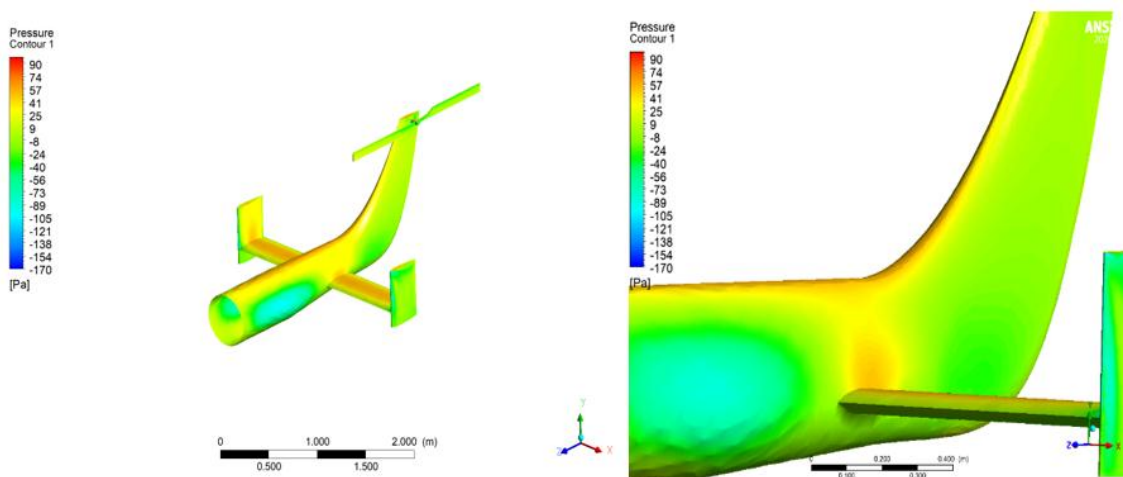 Pressure
Contour 1
90
74
57
41
25
9
-8
-24
-40
-56
-73
-89
-105
-121
-138
-154
-170
[Pa]
0
1.000
2.000 (m)
0.500
1.500
Y
Z
X
Pressure
Contour 1
90
74
57
41
25
9
-8
-24
-40
-56
-73
-89
-105
-121
-138
-154
-170
[Pa]
ANS
0.200
0.400 (m)
0.100
0.300
Z
X